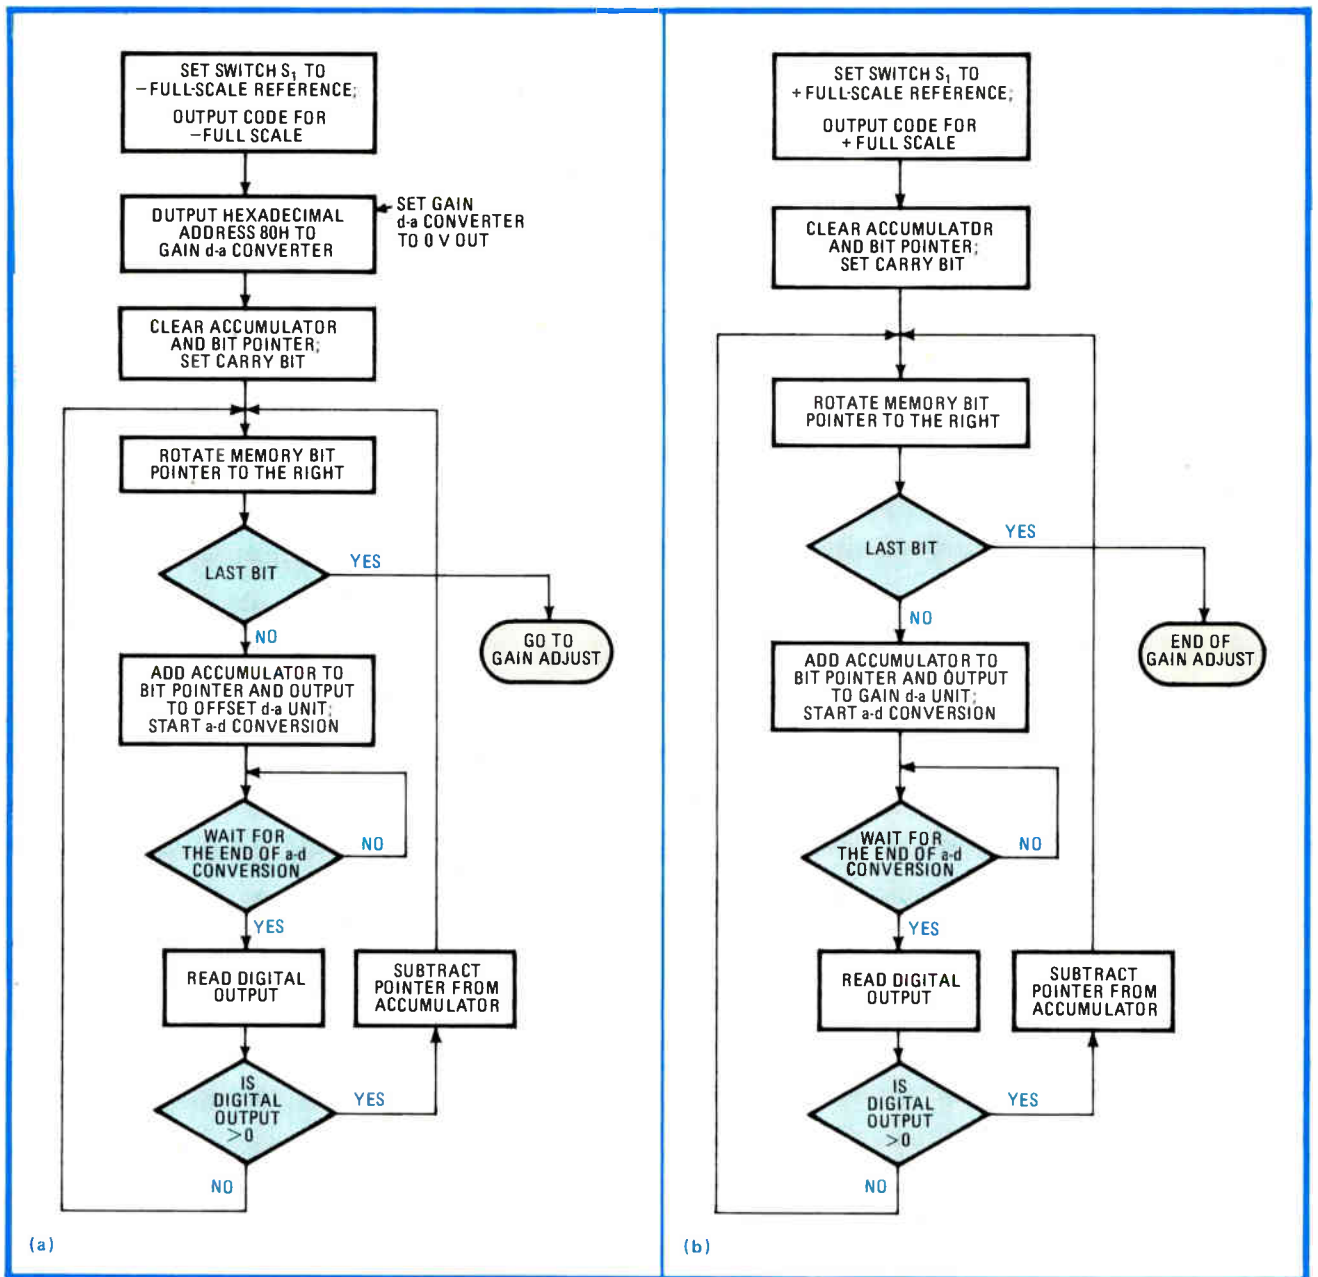 SET SWITCH S₁ TO
−FULL-SCALE REFERENCE;
OUTPUT CODE FOR
−FULL SCALE
OUTPUT HEXADECIMAL
ADDRESS 80H TO
GAIN d-a CONVERTER
SET GAIN
d-a CONVERTER
TO 0 V OUT
CLEAR ACCUMULATOR
AND BIT POINTER;
SET CARRY BIT
ROTATE MEMORY BIT
POINTER TO THE RIGHT
LAST BIT
YES
NO
GO TO
GAIN ADJUST
ADD ACCUMULATOR TO
BIT POINTER AND OUTPUT
TO OFFSET d-a UNIT;
START a-d CONVERSION
WAIT FOR
THE END OF a-d
CONVERSION
NO
YES
READ DIGITAL
OUTPUT
SUBTRACT
POINTER FROM
ACCUMULATOR
IS
DIGITAL
OUTPUT
>0
YES
NO
(a)
SET SWITCH S₁ TO
+FULL-SCALE REFERENCE;
OUTPUT CODE FOR
+FULL SCALE
CLEAR ACCUMULATOR
AND BIT POINTER;
SET CARRY BIT
ROTATE MEMORY BIT
POINTER TO THE RIGHT
LAST BIT
YES
NO
END OF
GAIN ADJUST
ADD ACCUMULATOR TO
BIT POINTER AND OUTPUT
TO GAIN d-a UNIT;
START a-d CONVERSION
WAIT FOR
THE END OF a-d
CONVERSION
NO
YES
READ DIGITAL
OUTPUT
SUBTRACT
POINTER FROM
ACCUMULATOR
IS
DIGITAL
OUTPUT
>0
YES
NO
(b)